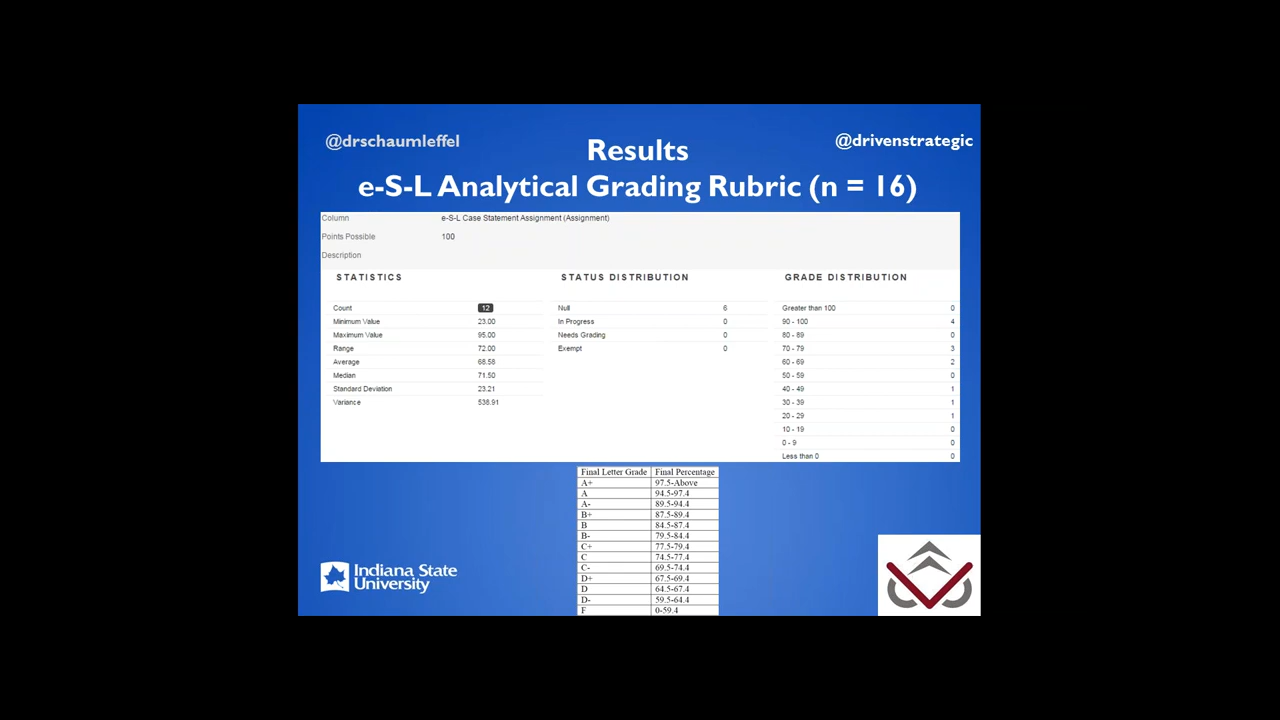 @drschaumleffel
@drivenstrategic
Results
e-S-L Analytical Grading Rubric (n = 16)
Column e-S-L Case Statement Assignment (Assignment)
Points Possible 100
Description
STATISTICS STATUS DISTRIBUTION GRADE DISTRIBUTION
Count 12 Null 6 Greater than 100 0
Minimum Value 23.00 In Progress 0 90 - 100 4
Maximum Value 95.00 Needs Grading 0 80 - 89 0
Range 72.00 Exempt 0 70 - 79 3
Average 68.58 60 - 69 2
Median 71.50 50 - 59 0
Standard Deviation 23.21 40 - 49 1
Variance 538.91 30 - 39 1
20 - 29 1
10 - 19 0
0 - 9 0
Less than 0 0
Final Letter Grade Final Percentage
A+ 97.5-Above
A 94.5-97.4
A- 89.5-94.4
B+ 87.5-89.4
B 84.5-87.4
B- 79.5-84.4
C+ 77.5-79.4
C 74.5-77.4
C- 69.5-74.4
D+ 67.5-69.4
D 64.5-67.4
D- 59.5-64.4
F 0-59.4
Indiana State
University